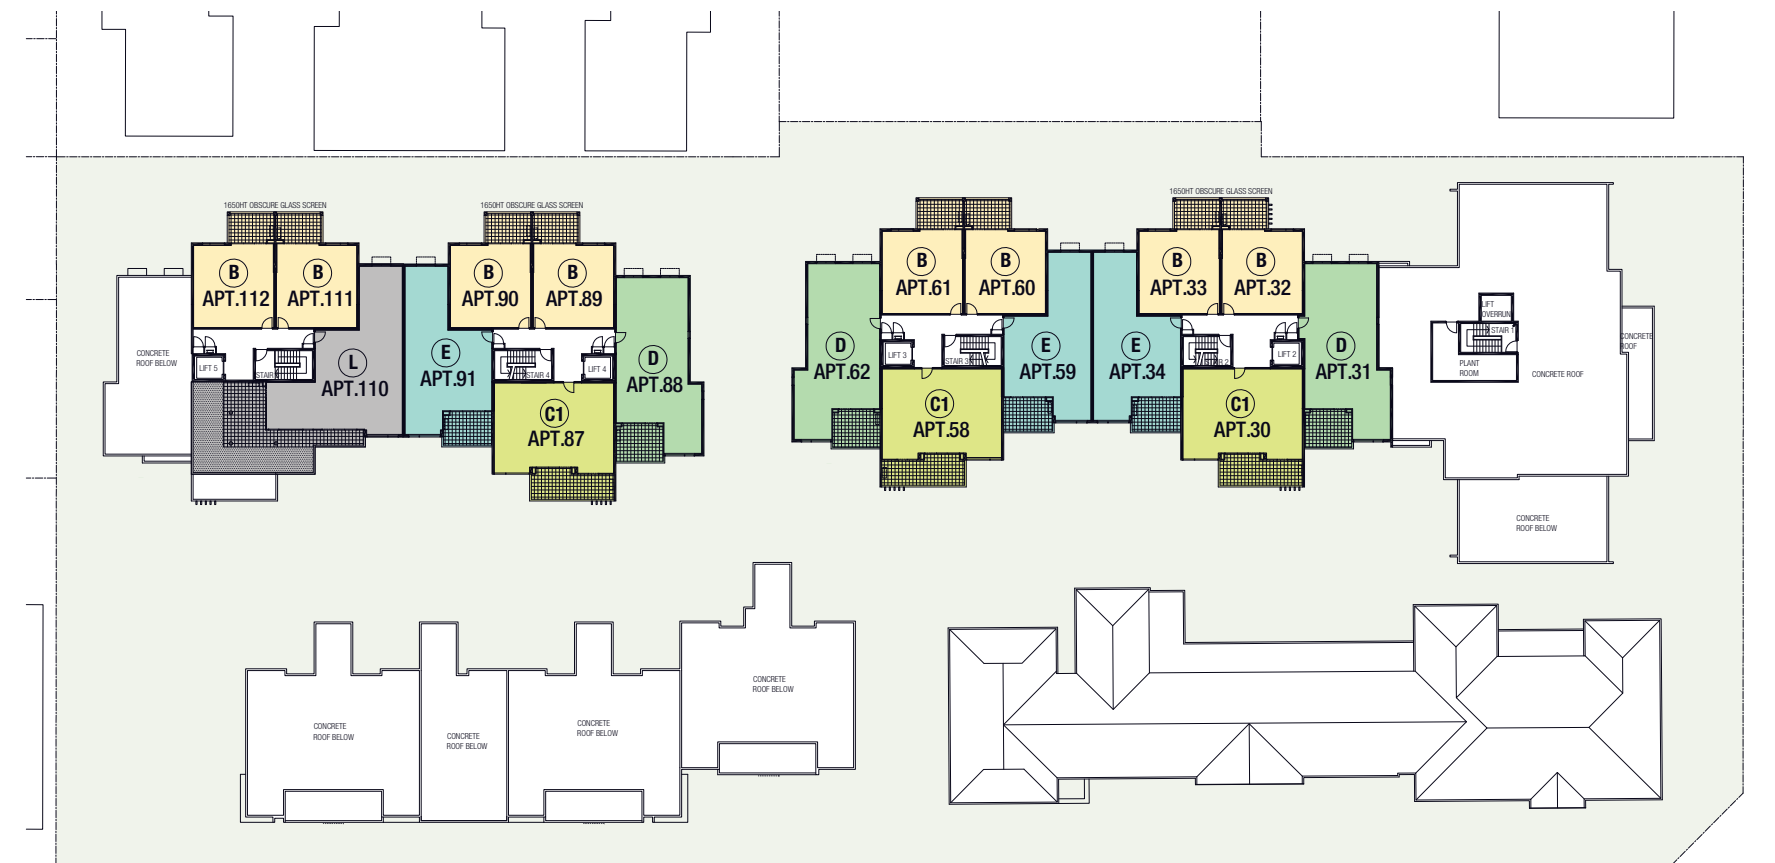 1650HT OBSCURE GLASS SCREEN
1650HT OBSCURE GLASS SCREEN
1650HT OBSCURE GLASS SCREEN
B
APT.112
B
APT.111
B
APT.90
B
APT.89
B
APT.61
B
APT.60
B
APT.33
B
APT.32
CONCRETE
ROOF BELOW
LIFT 5
STAIR
L
APT.110
E
APT.91
STAIR 4
LIFT 4
D
APT.88
C1
APT.87
D
APT.62
LIFT 3
STAIR 3
E
APT.59
E
APT.34
LIFT 2
D
APT.31
C1
APT.58
C1
APT.30
LIFT
OVERRUN
STAIR 1
PLANT
ROOM
CONCRETE ROOF
CONCRETE
ROOF
CONCRETE
ROOF BELOW
CONCRETE
ROOF BELOW
CONCRETE
ROOF BELOW
CONCRETE
ROOF BELOW
CONCRETE
ROOF BELOW